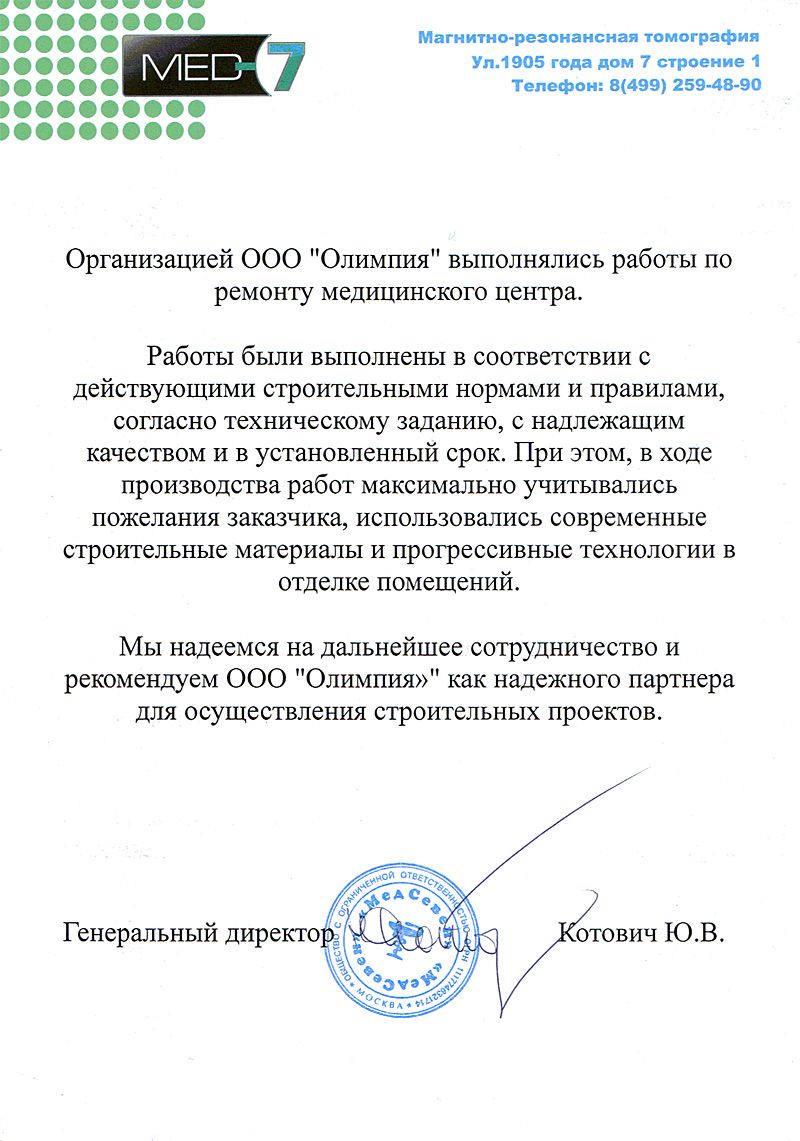 MED-7
Магнитно-резонансная томография
Ул.1905 года дом 7 строение 1
Телефон: 8(499) 259-48-90
Организацией ООО "Олимпия" выполнялись работы по
ремонту медицинского центра.
Работы были выполнены в соответствии с
действующими строительными нормами и правилами,
согласно техническому заданию, с надлежащим
качеством и в установленный срок. При этом, в ходе
производства работ максимально учитывались
пожелания заказчика, использовались современные
строительные материалы и прогрессивные технологии в
отделке помещений.
Мы надеемся на дальнейшее сотрудничество и
рекомендуем ООО "Олимпия»" как надежного партнера
для осуществления строительных проектов.
Генеральный директор
Котович Ю.В.
ОБЩЕСТВО С ОГРАНИЧЕННОЙ ОТВЕТСТВЕННОСТЬЮ
* МОСКВА *
«МедСевен»
«МедСевен»